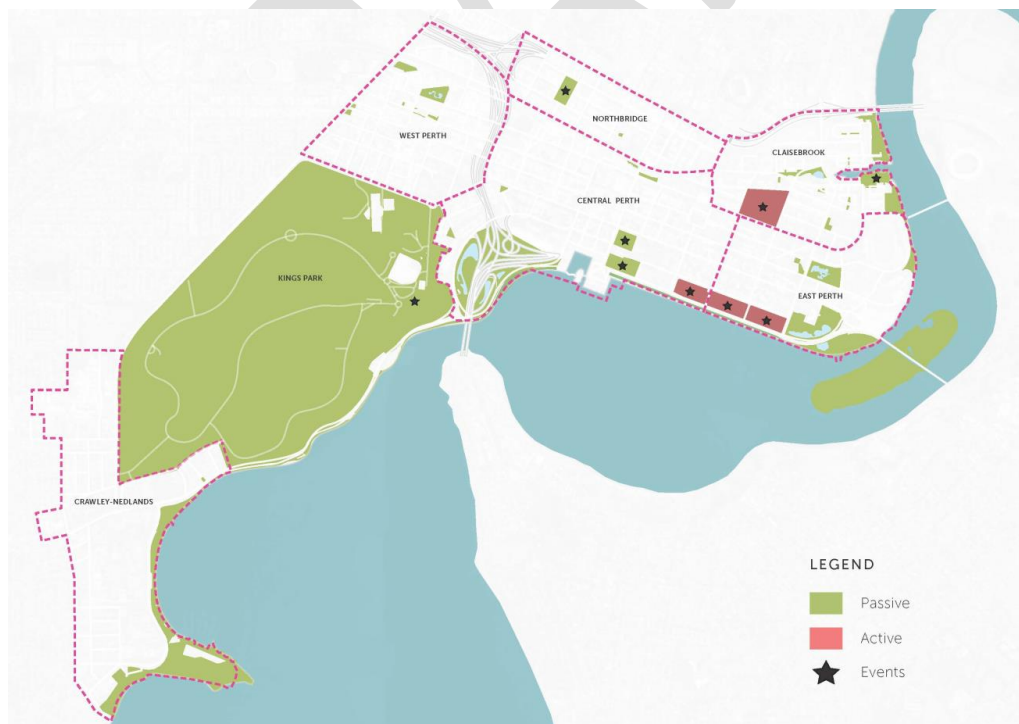 WEST PERTH
NORTHBRIDGE
CLAISEBROOK
CENTRAL PERTH
KINGS PARK
EAST PERTH
CRAWLEY-NEDLANDS
LEGEND
Passive
Active
Events